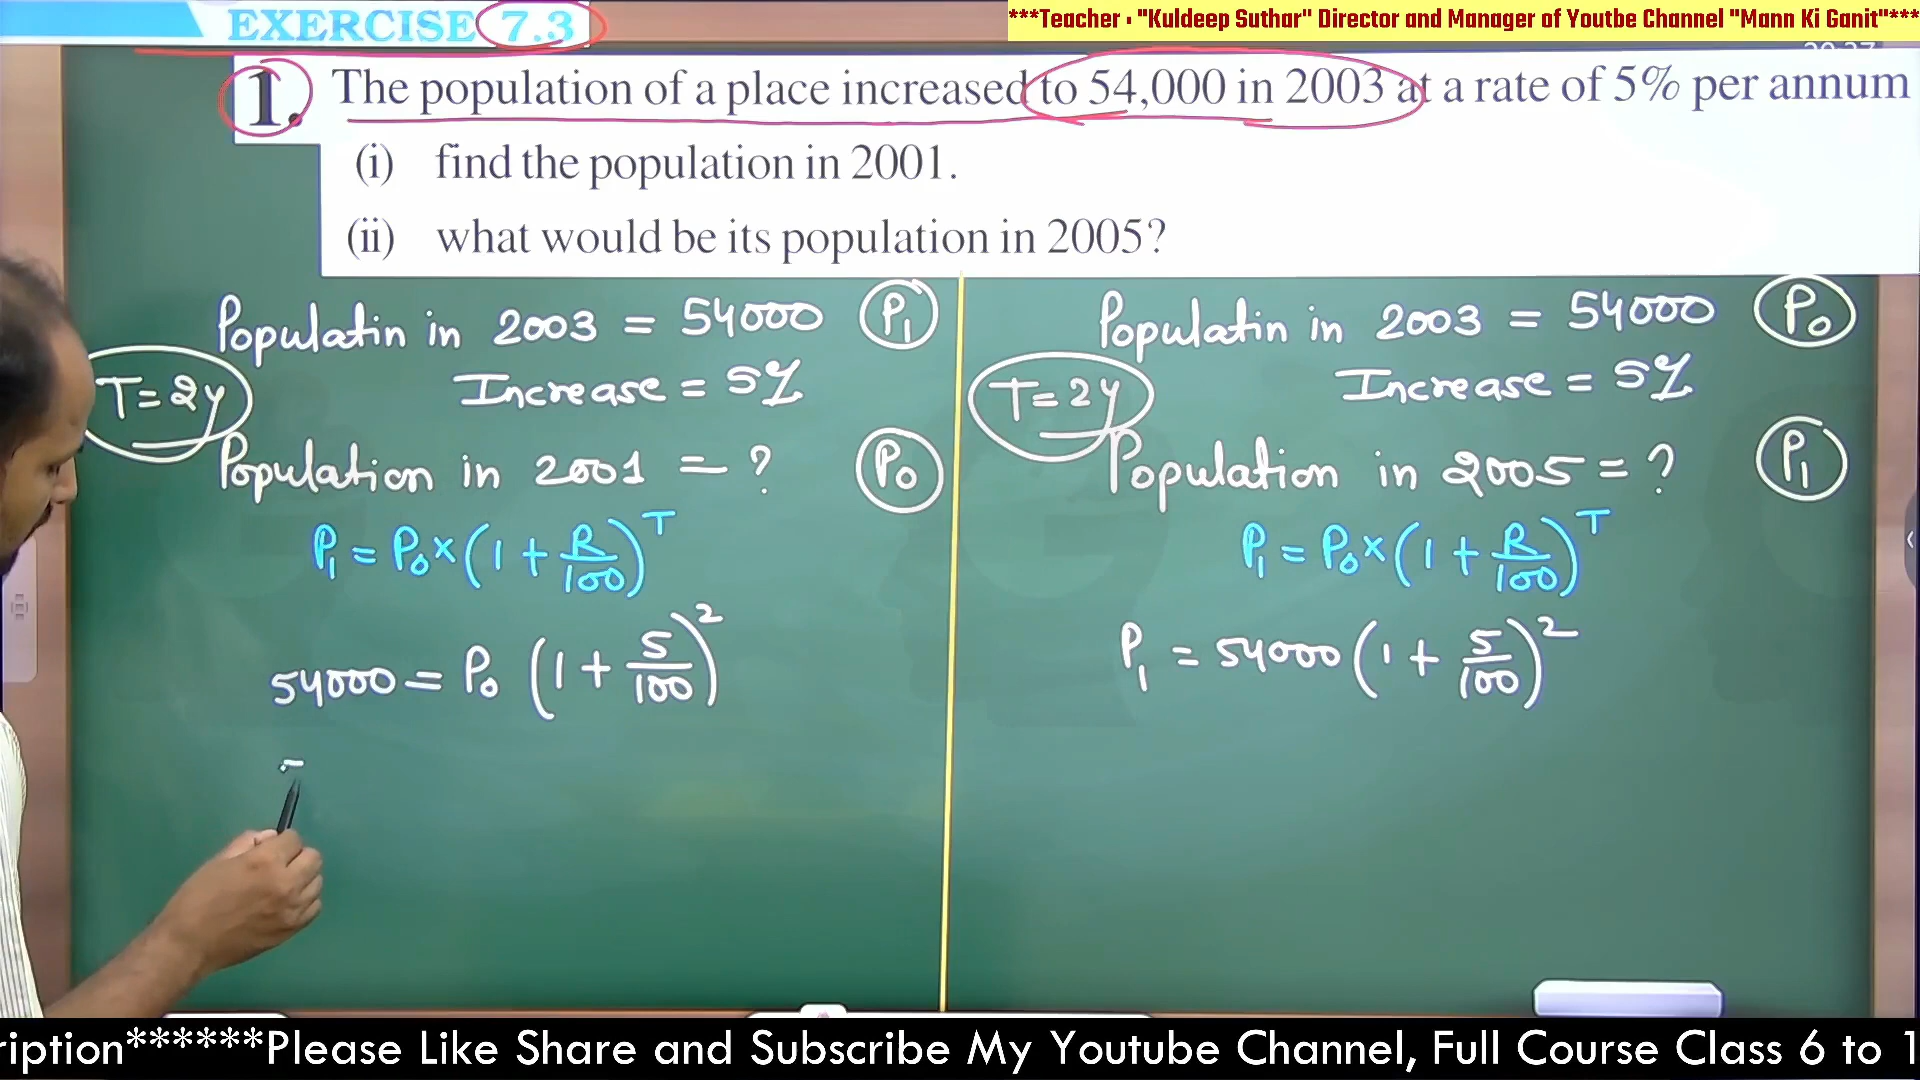 EXERCISE 7.3
***Teacher : "Kuldeep Suthar" Director and Manager of Youtbe Channel "Mann Ki Ganit"***
1. The population of a place increased to 54,000 in 2003 at a rate of 5% per annum
(i) find the population in 2001.
(ii) what would be its population in 2005?
Populatin in 2003 = 54000 P₁
T=2y Increase = 5%
Population in 2001 = ? P₀
P₁ = P₀ × (1 + R/100)^T
54000 = P₀ (1 + 5/100)²
Populatin in 2003 = 54000 P₀
T=2y Increase = 5%
Population in 2005 = ? P₁
P₁ = P₀ × (1 + R/100)^T
P₁ = 54000 (1 + 5/100)²
ription******Please Like Share and Subscribe My Youtube Channel, Full Course Class 6 to 1